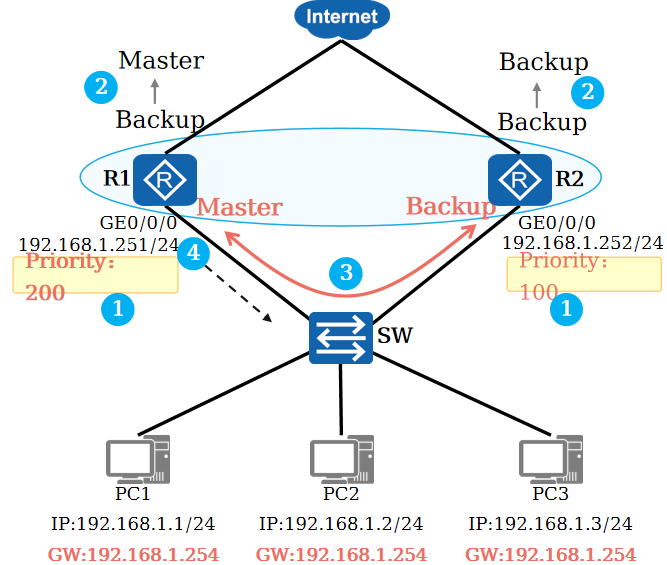 Internet
Master
Backup
2
2
Backup
Backup
R1
R
R
R2
Master
Backup
GE0/0/0
GE0/0/0
192.168.1.251/24
192.168.1.252/24
4
Priority：
200
3
Priority：
100
1
1
SW
PC1
PC2
PC3
IP:192.168.1.1/24
IP:192.168.1.2/24
IP:192.168.1.3/24
GW:192.168.1.254
GW:192.168.1.254
GW:192.168.1.254